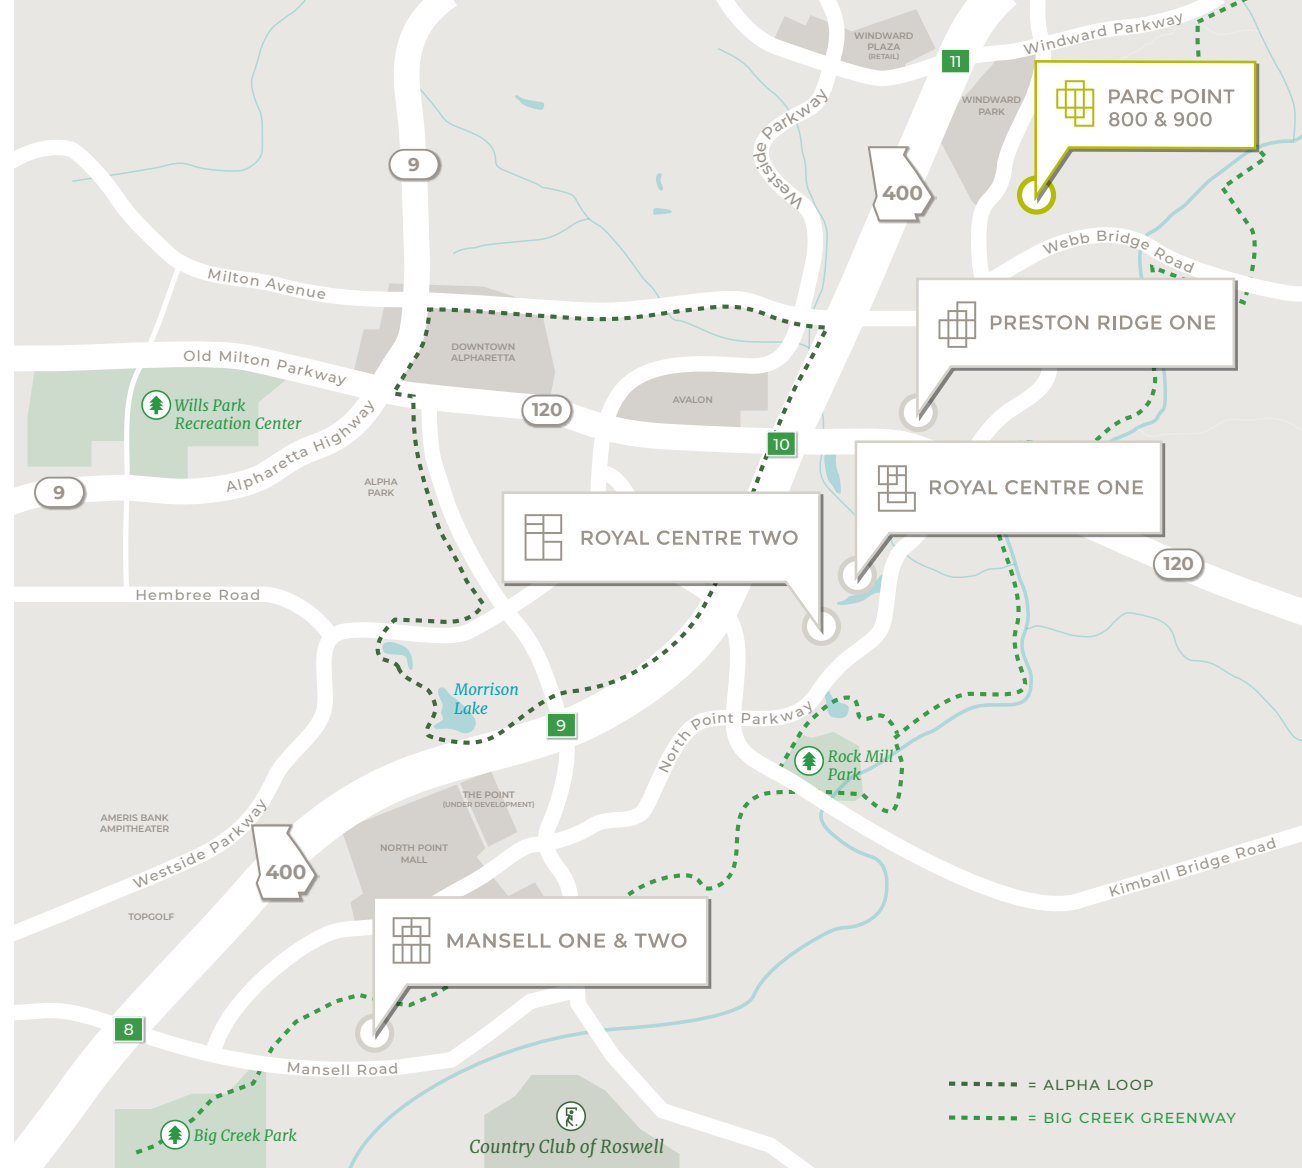 WINDWARD
PLAZA
(RETAIL)
Windward Parkway
11
WINDWARD
PARK
PARC POINT
800 & 900
9
Westside Parkway
400
Webb Bridge Road
Milton Avenue
PRESTON RIDGE ONE
DOWNTOWN
ALPHARETTA
Old Milton Parkway
Wills Park
Recreation Center
AVALON
120
10
Alpharetta Highway
9
ALPHA
PARK
ROYAL CENTRE ONE
ROYAL CENTRE TWO
120
Hembree Road
Morrison
Lake
9
North Point Parkway
Rock Mill
Park
THE POINT
(UNDER DEVELOPMENT)
AMERIS BANK
AMPITHEATER
Westside Parkway
NORTH POINT
MALL
400
Kimball Bridge Road
TOPGOLF
MANSELL ONE & TWO
8
Mansell Road
= ALPHA LOOP
= BIG CREEK GREENWAY
Big Creek Park
Country Club of Roswell